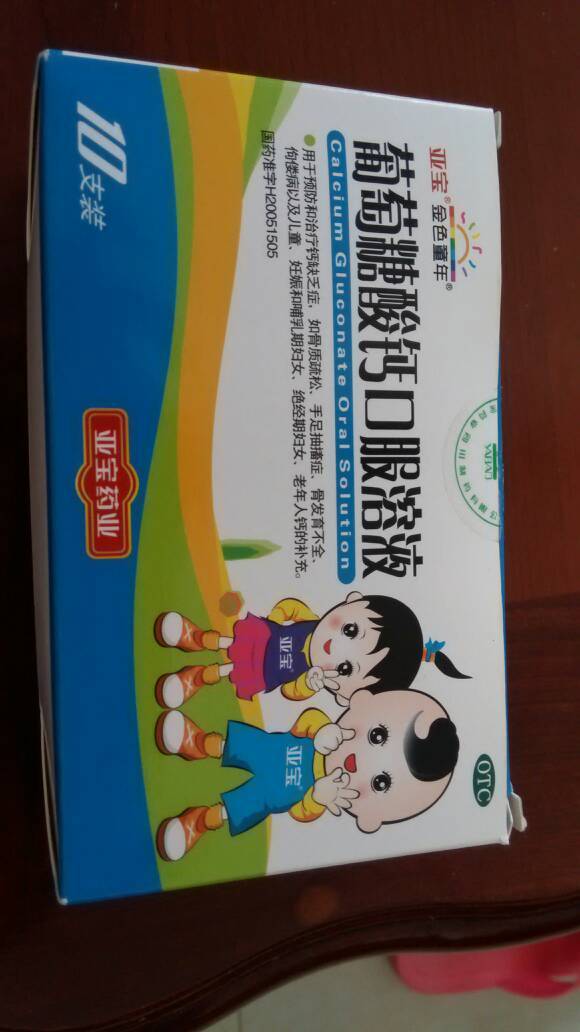 亚宝® 金色童年®
葡萄糖酸钙口服溶液
Calcium Gluconate Oral Solution
用于预防和治疗钙缺乏症，如骨质疏松、手足抽搐症、骨发育不全、
佝偻病以及儿童、妊娠和哺乳期妇女、绝经期妇女、老年人钙的补充。
国药准字H20051505
OTC
10支装
亚宝药业
亚宝
亚宝